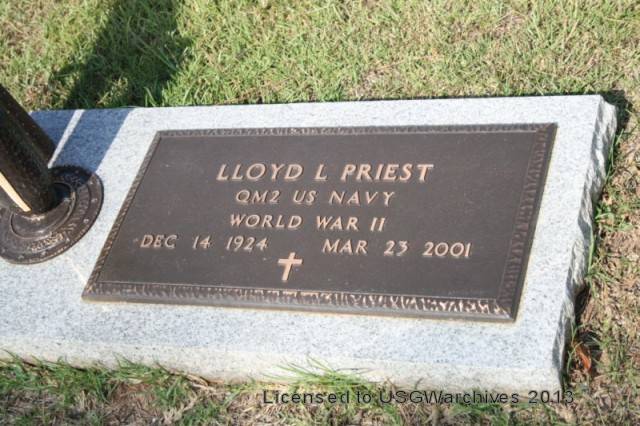 LLOYD L PRIEST
QM2 US NAVY
WORLD WAR II
DEC 14 1924 MAR 23 2001
Licensed to USGWarchives 2013